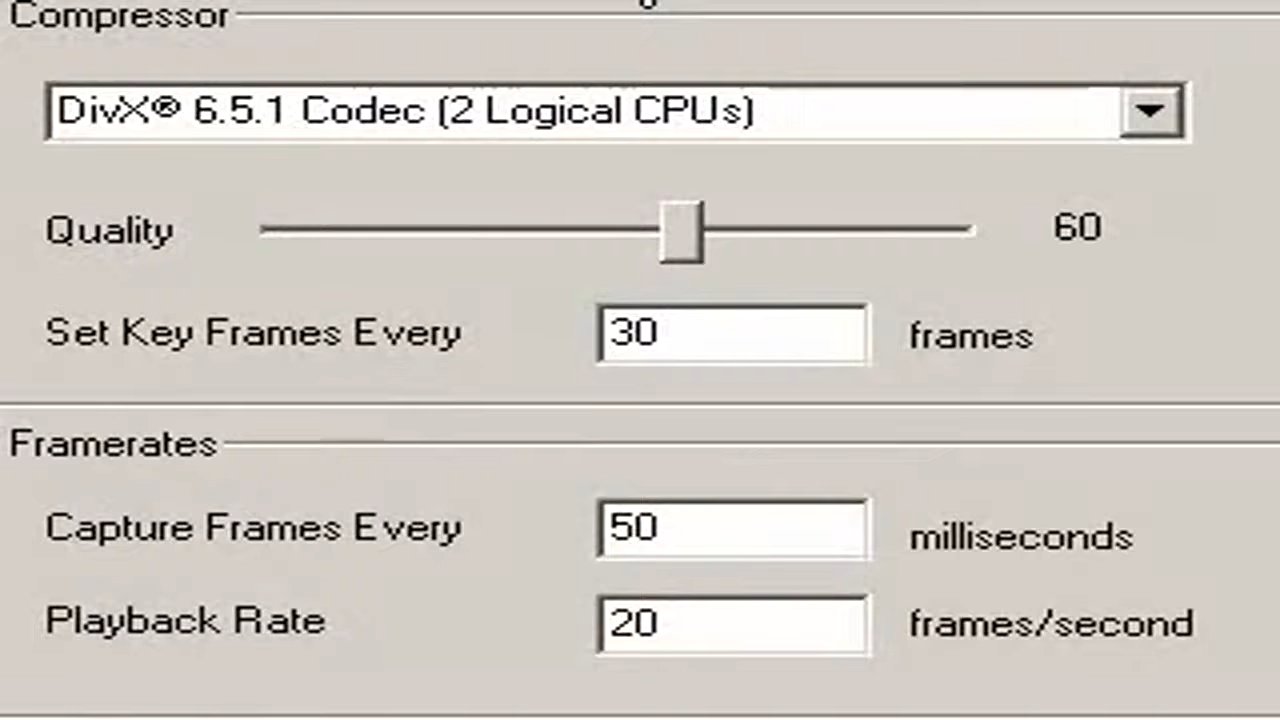 Compressor
DivX® 6.5.1 Codec (2 Logical CPUs)
Quality 60
Set Key Frames Every 30 frames
Framerates
Capture Frames Every 50 milliseconds
Playback Rate 20 frames/second